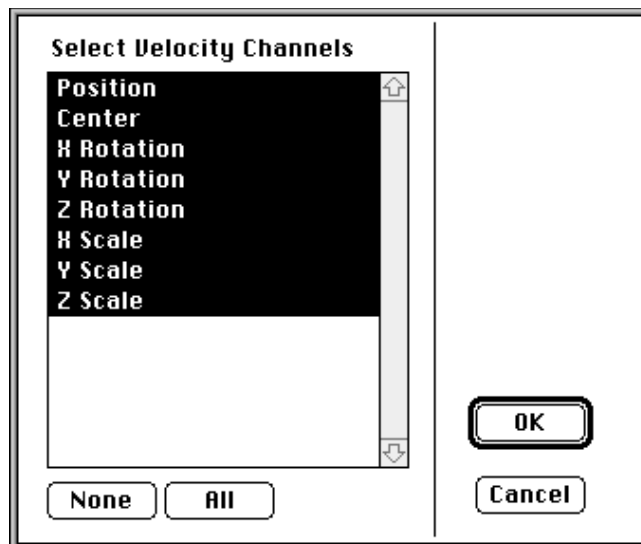 Select Velocity Channels
Position
Center
X Rotation
Y Rotation
Z Rotation
X Scale
Y Scale
Z Scale
None
All
OK
Cancel